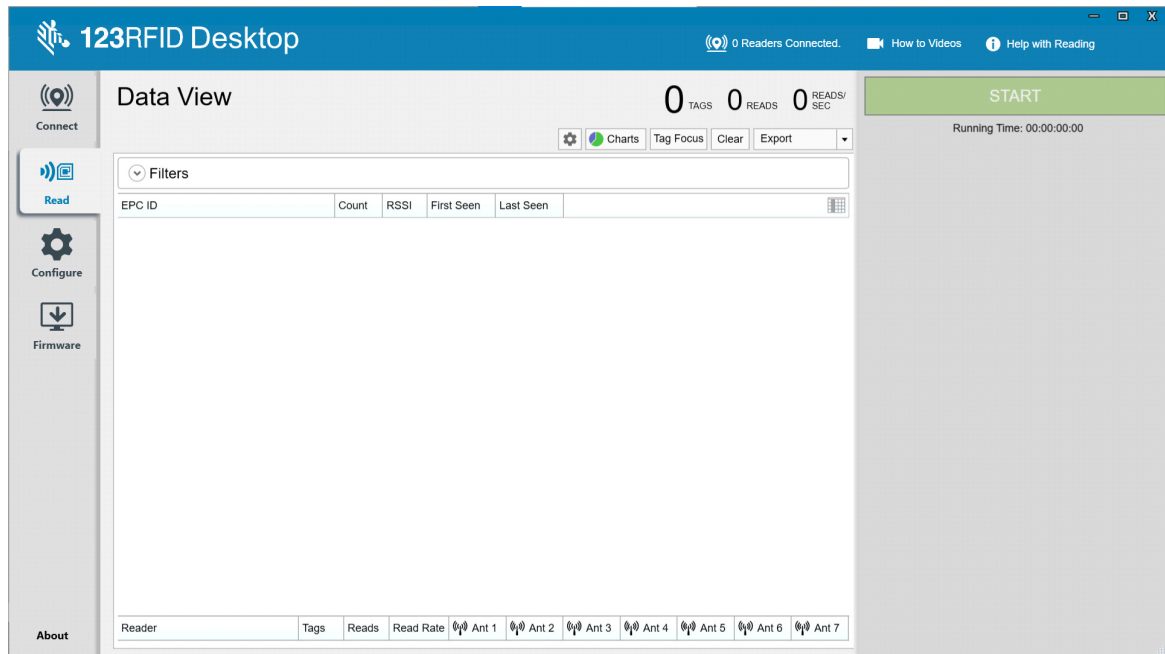 123RFID Desktop
0 Readers Connected.
How to Videos
Help with Reading
Connect
Read
Configure
Firmware
About
Data View
0 TAGS 0 READS 0 READS/SEC
Charts Tag Focus Clear Export
Filters
EPC ID Count RSSI First Seen Last Seen
Reader Tags Reads Read Rate Ant 1 Ant 2 Ant 3 Ant 4 Ant 5 Ant 6 Ant 7
START
Running Time: 00:00:00:00